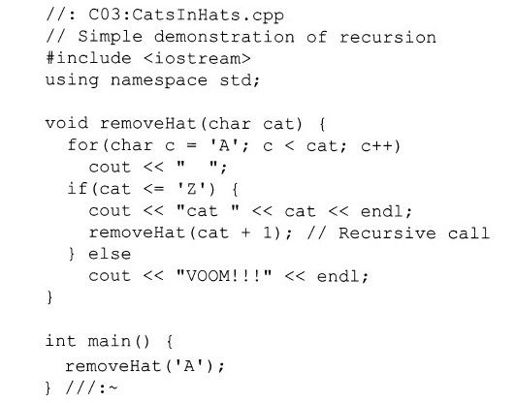 //: C03:CatsInHats.cpp
// Simple demonstration of recursion
#include <iostream>
using namespace std;

void removeHat(char cat) {
  for(char c = 'A'; c < cat; c++)
    cout << "  ";
  if(cat <= 'Z') {
    cout << "cat " << cat << endl;
    removeHat(cat + 1); // Recursive call
  } else
    cout << "VOOM!!!" << endl;
}

int main() {
  removeHat('A');
} ///:~